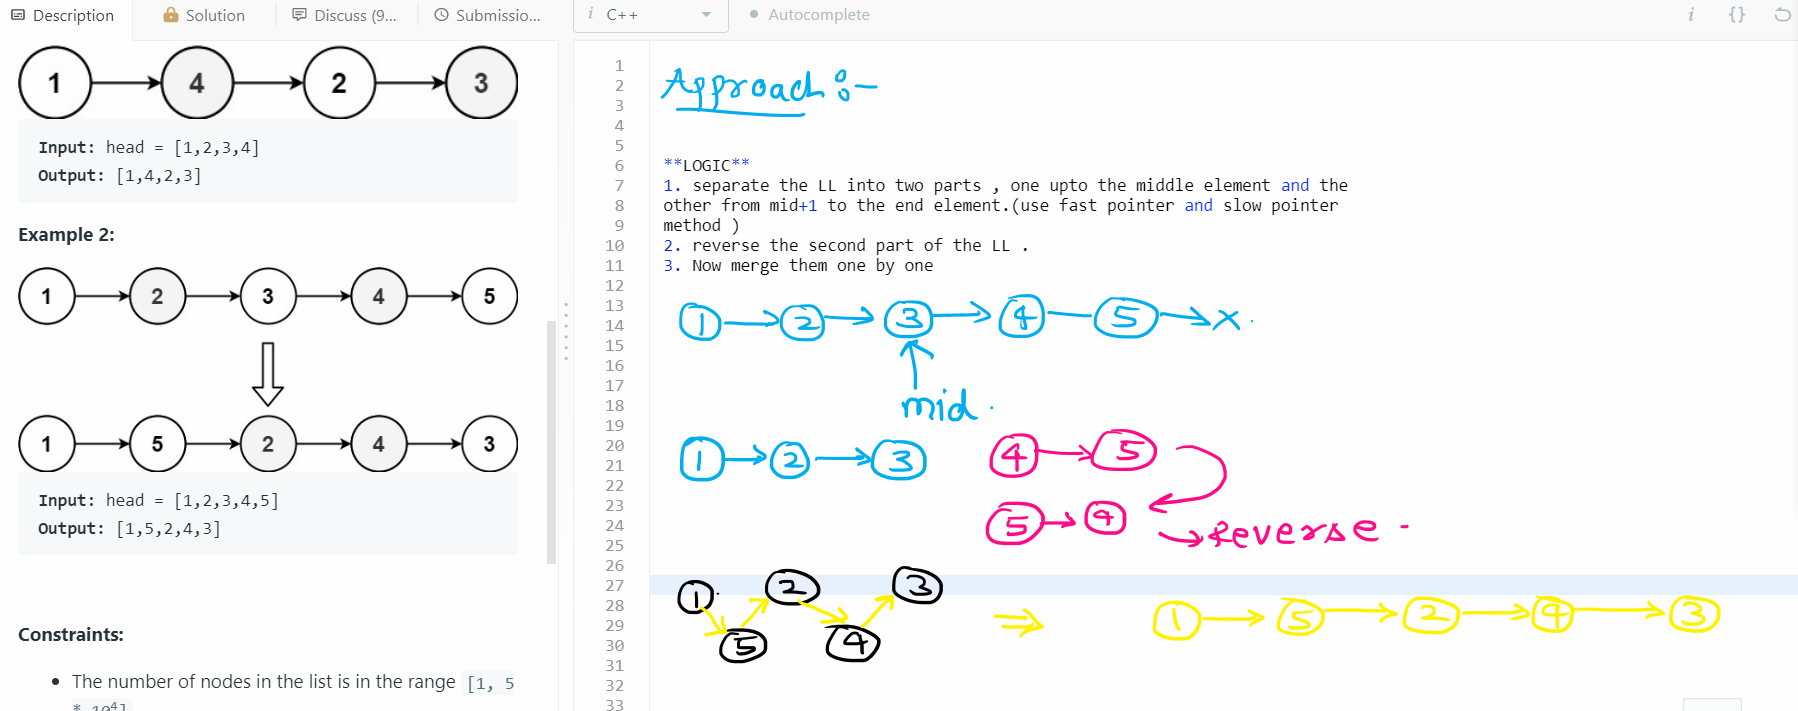 Description
Solution
Discuss (9...
Submissio...
i C++
Autocomplete
i {}
1 4 2 3
Input: head = [1,2,3,4]
Output: [1,4,2,3]
Example 2:
1 2 3 4 5
1 5 2 4 3
Input: head = [1,2,3,4,5]
Output: [1,5,2,4,3]
Constraints:
• The number of nodes in the list is in the range [1, 5
* 10⁴]
1
2
3
4
5
6
7
8
9
10
11
12
13
14
15
16
17
18
19
20
21
22
23
24
25
26
27
28
29
30
31
32
33
Approach :-
**LOGIC**
1. separate the LL into two parts , one upto the middle element and the
other from mid+1 to the end element.(use fast pointer and slow pointer
method )
2. reverse the second part of the LL .
3. Now merge them one by one
1 2 3 4 5 X
mid.
1 2 3
4 5
5 4
Reverse
1 2 3
5 4
1 5 2 4 3